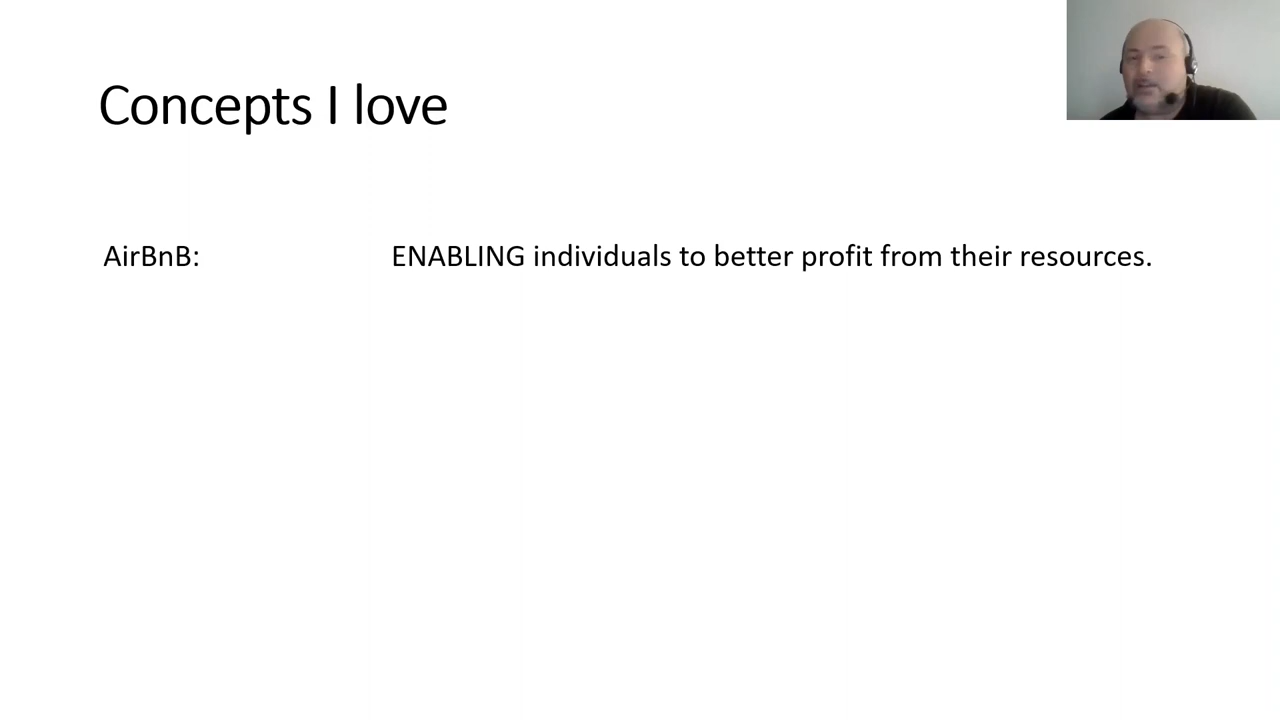 Concepts I love
AirBnB: ENABLING individuals to better profit from their resources.